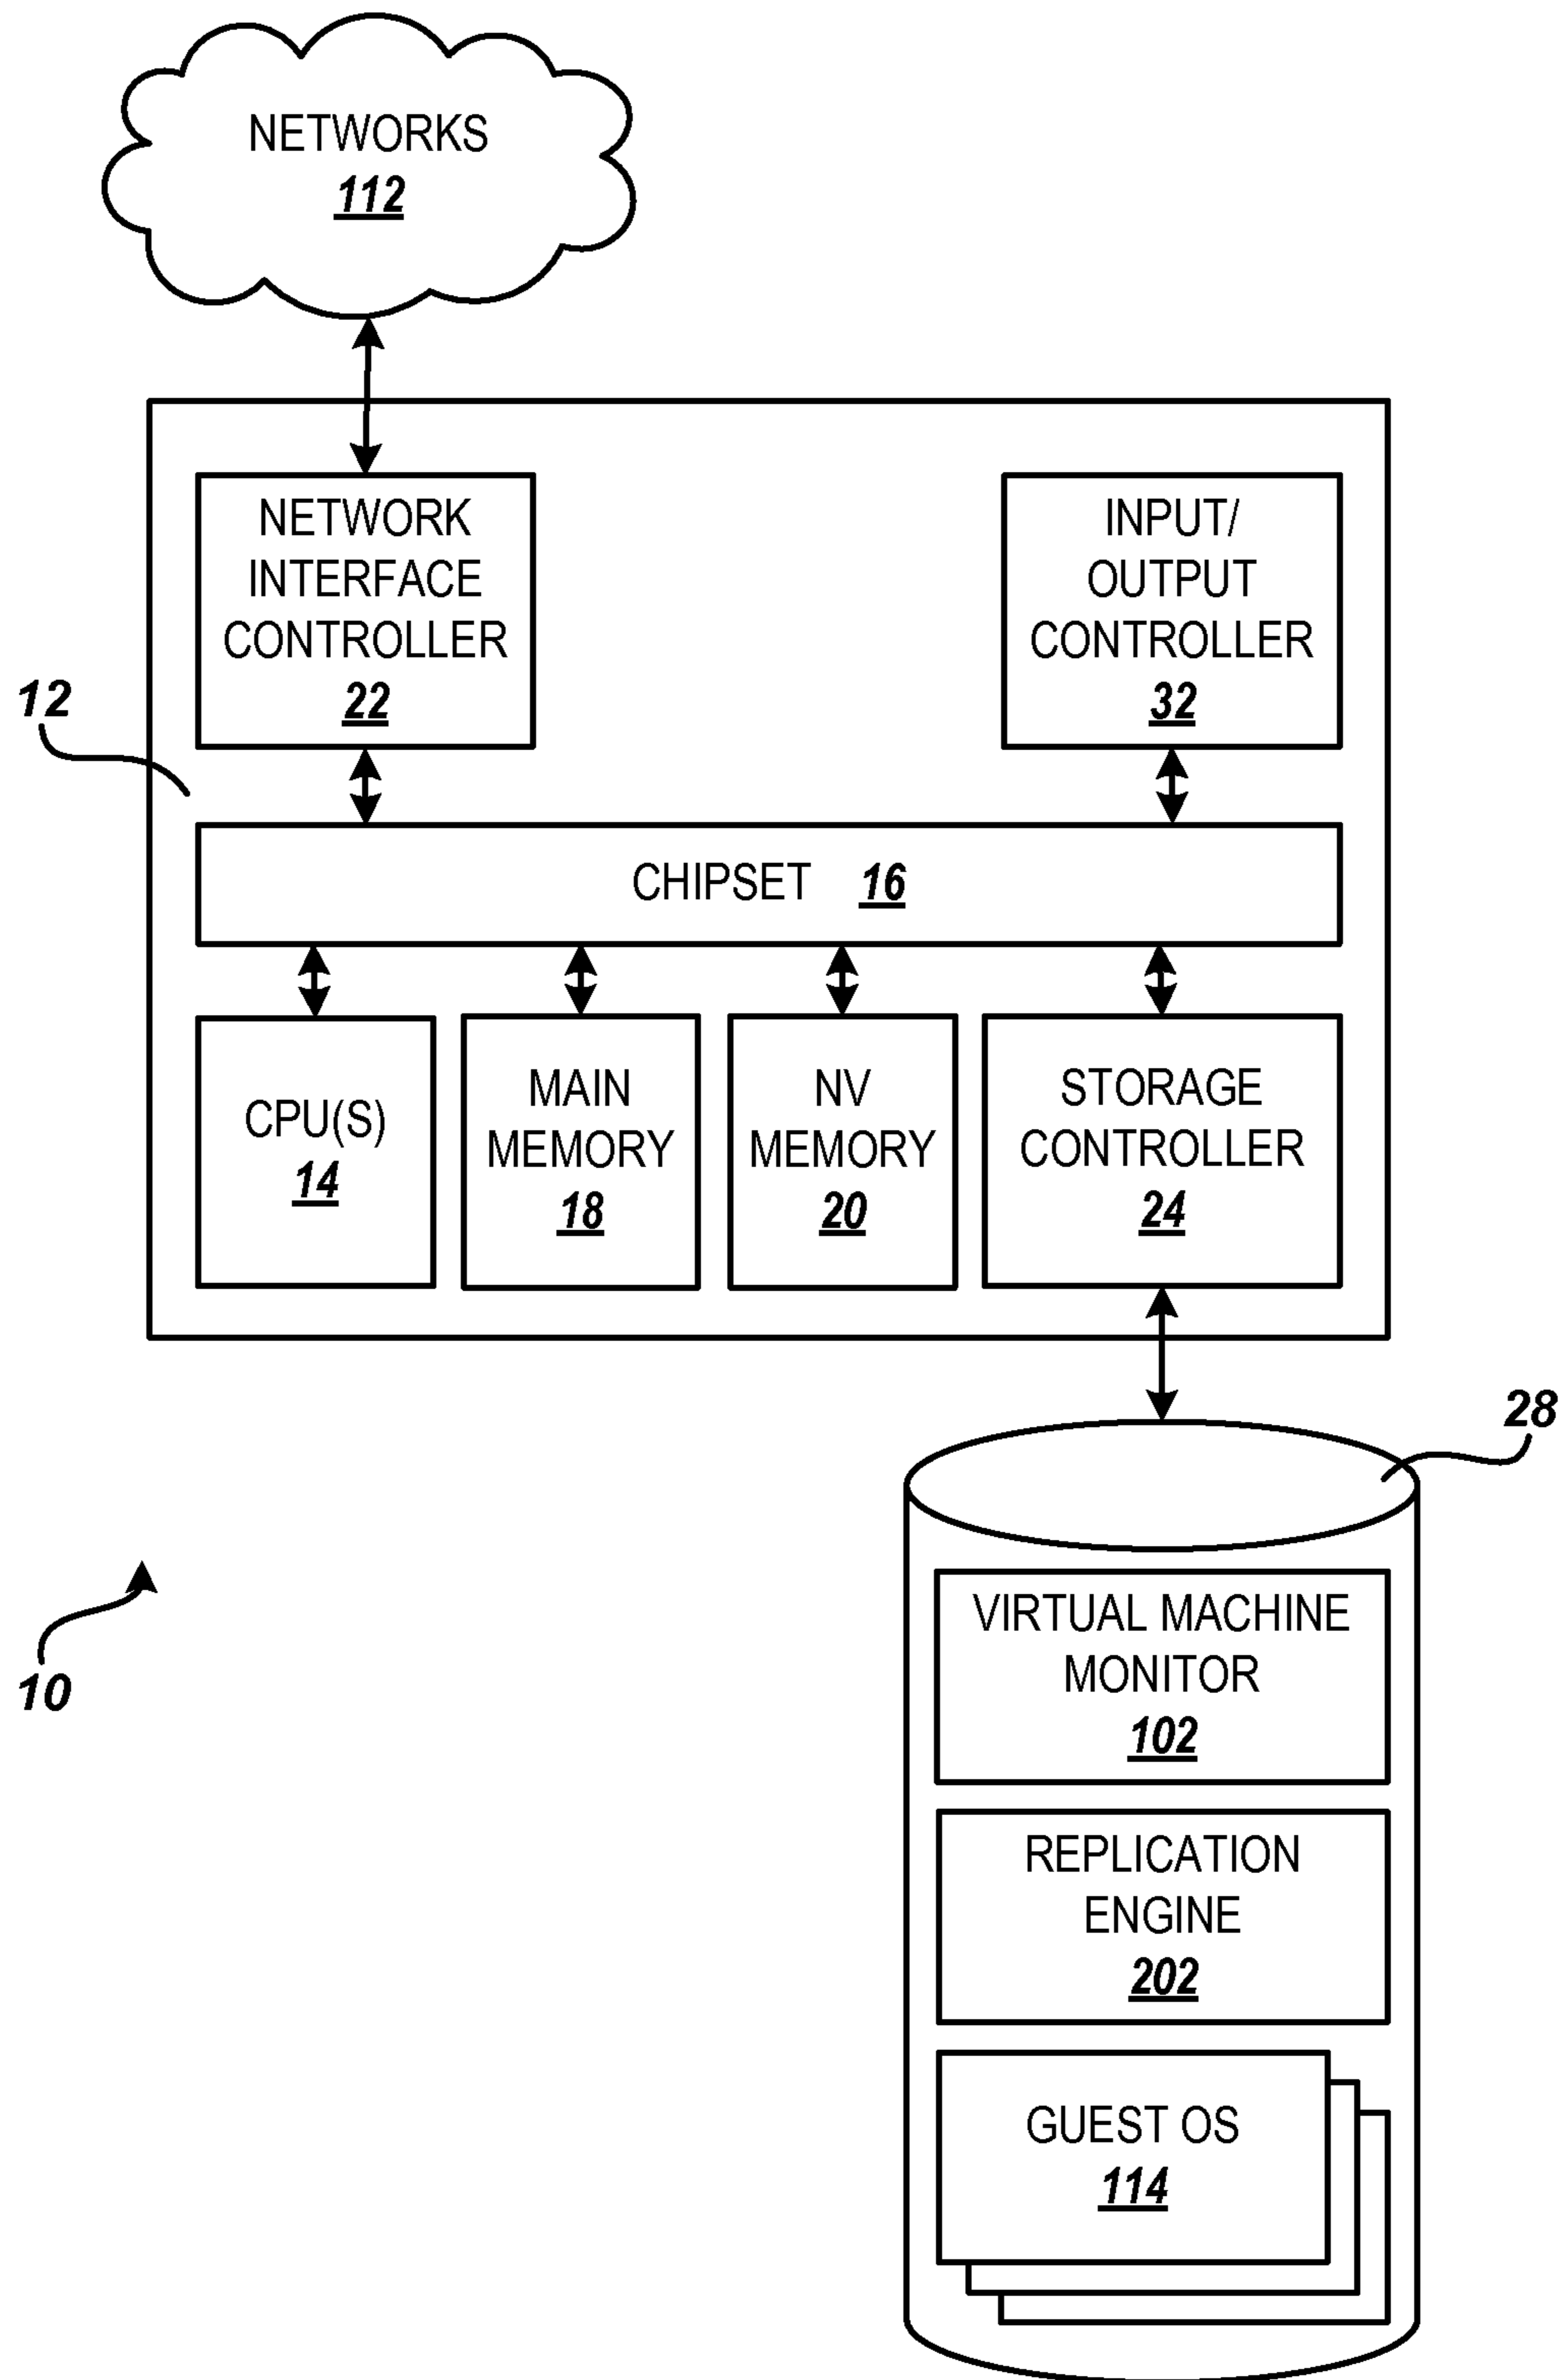 NETWORKS
112
NETWORK
INTERFACE
CONTROLLER
22
INPUT/
OUTPUT
CONTROLLER
32
12
CHIPSET 16
CPU(S)
14
MAIN
MEMORY
18
NV
MEMORY
20
STORAGE
CONTROLLER
24
28
VIRTUAL MACHINE
MONITOR
102
10
REPLICATION
ENGINE
202
GUEST OS
114